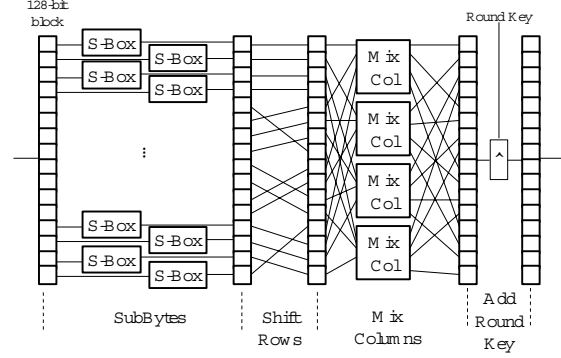 128-bit
block
Round Key
S-Box
S-Box
S-Box
S-Box
Mix
Col
Mix
Col
^
...
Mix
Col
S-Box
S-Box
S-Box
S-Box
Mix
Col
SubBytes
Shift
Rows
Mix
Columns
Add
Round
Key